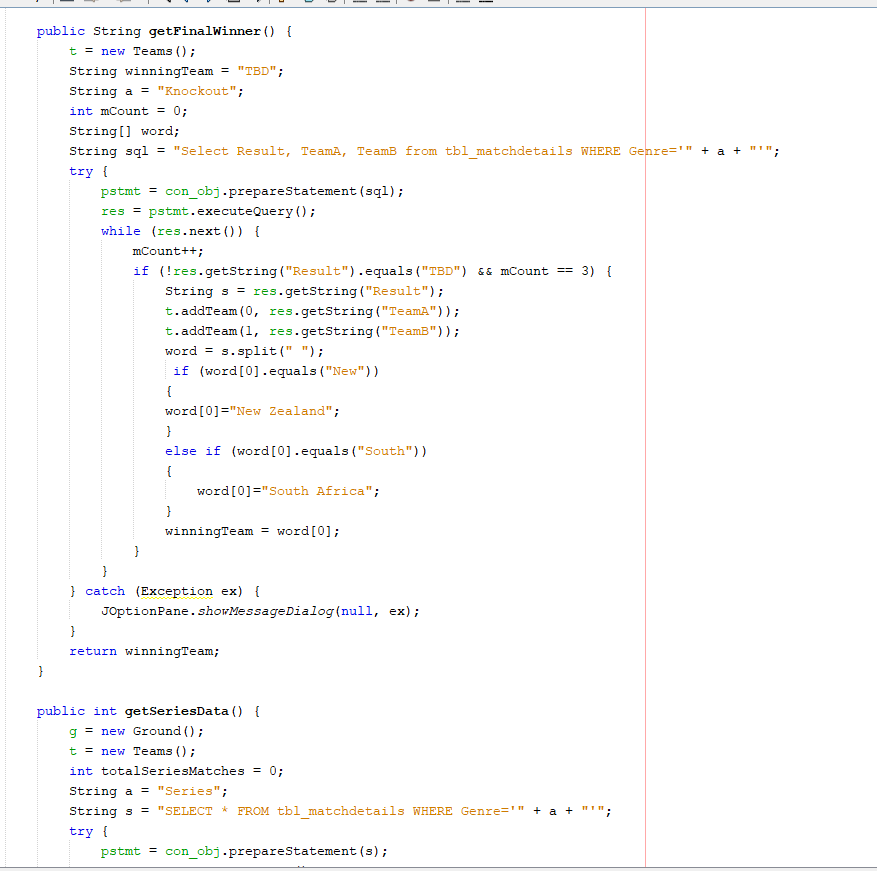 public String getFinalWinner() {
t = new Teams();
String winningTeam = "TBD";
String a = "Knockout";
int mCount = 0;
String[] word;
String sql = "Select Result, TeamA, TeamB from tbl_matchdetails WHERE Genre='" + a + "'";
try {
pstmt = con_obj.prepareStatement(sql);
res = pstmt.executeQuery();
while (res.next()) {
mCount++;
if (!res.getString("Result").equals("TBD") && mCount == 3) {
String s = res.getString("Result");
t.addTeam(0, res.getString("TeamA"));
t.addTeam(1, res.getString("TeamB"));
word = s.split(" ");
if (word[0].equals("New"))
{
word[0]="New Zealand";
}
else if (word[0].equals("South"))
{
word[0]="South Africa";
}
winningTeam = word[0];
}
}
} catch (Exception ex) {
JOptionPane.showMessageDialog(null, ex);
}
return winningTeam;
}
public int getSeriesData() {
g = new Ground();
t = new Teams();
int totalSeriesMatches = 0;
String a = "Series";
String s = "SELECT * FROM tbl_matchdetails WHERE Genre='" + a + "'";
try {
pstmt = con_obj.prepareStatement(s);